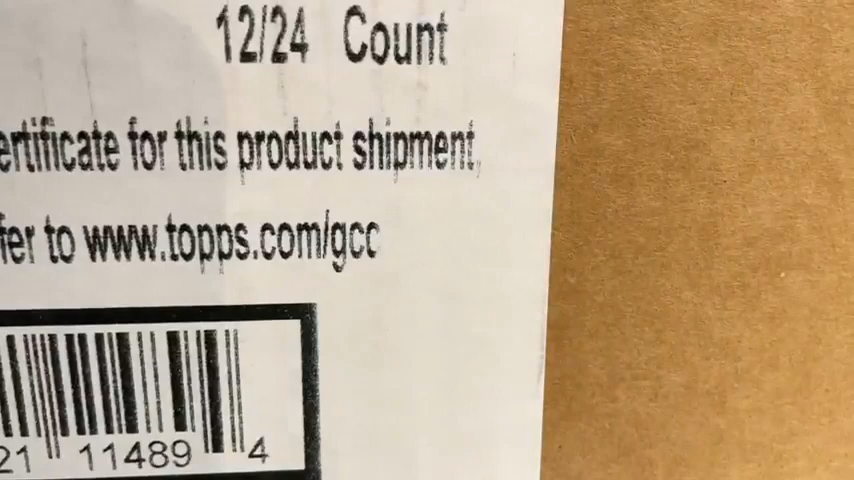 12/24 Count
ertificate for this product shipment,
fer to www.topps.com/gcc
21 11489 4